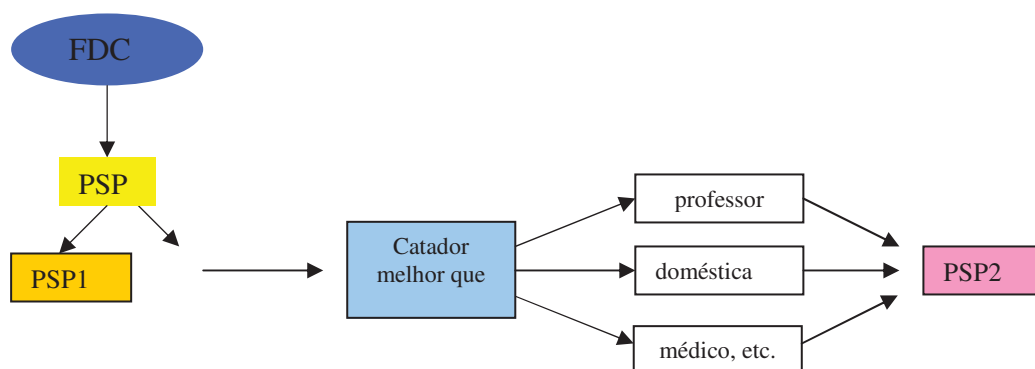 FDC
PSP
PSP1
Catador
melhor que
professor
doméstica
médico, etc.
PSP2